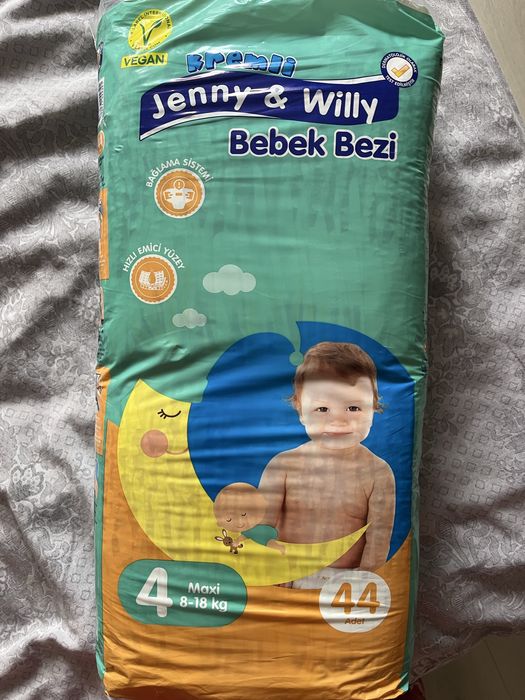 VEGAN
Kremli
Jenny & Willy
Bebek Bezi
BAĞLAMA SİSTEMİ
HIZLI EMİCİ YÜZEY
4
Maxi
8-18 kg
44
Adet